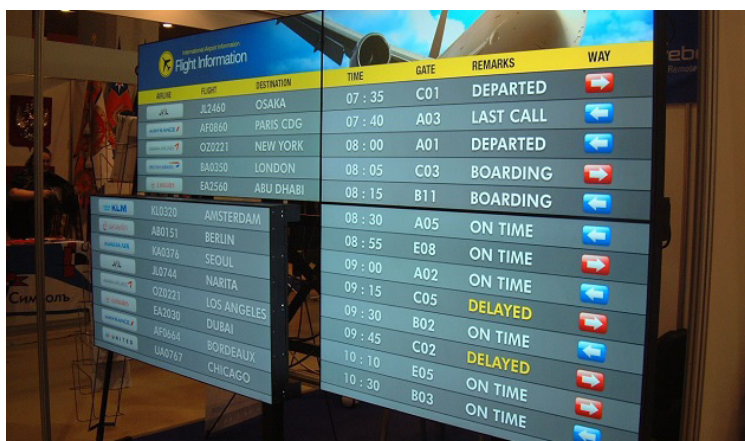 International Airport Information
Flight Information
AIRLINE FLIGHT DESTINATION TIME GATE REMARKS WAY
JAL JL2460 OSAKA 07 : 35 C01 DEPARTED
AIRFRANCE AF0860 PARIS CDG 07 : 40 A03 LAST CALL
OZ0221 NEW YORK 08 : 00 A01 DEPARTED
BA0350 LONDON 08 : 05 C03 BOARDING
EA2560 ABU DHABI 08 : 15 B11 BOARDING
KLM KL0320 AMSTERDAM 08 : 30 A05 ON TIME
AB0151 BERLIN 08 : 55 E08 ON TIME
KA0376 SEOUL 09 : 00 A02 ON TIME
JAL JL0744 NARITA 09 : 15 C05 DELAYED
OZ0221 LOS ANGELES 09 : 30 B02 ON TIME
EA2030 DUBAI 09 : 45 C02 DELAYED
AIRFRANCE AF0664 BORDEAUX 10 : 10 E05 ON TIME
UNITED UA0767 CHICAGO 10 : 30 B03 ON TIME
Символъ